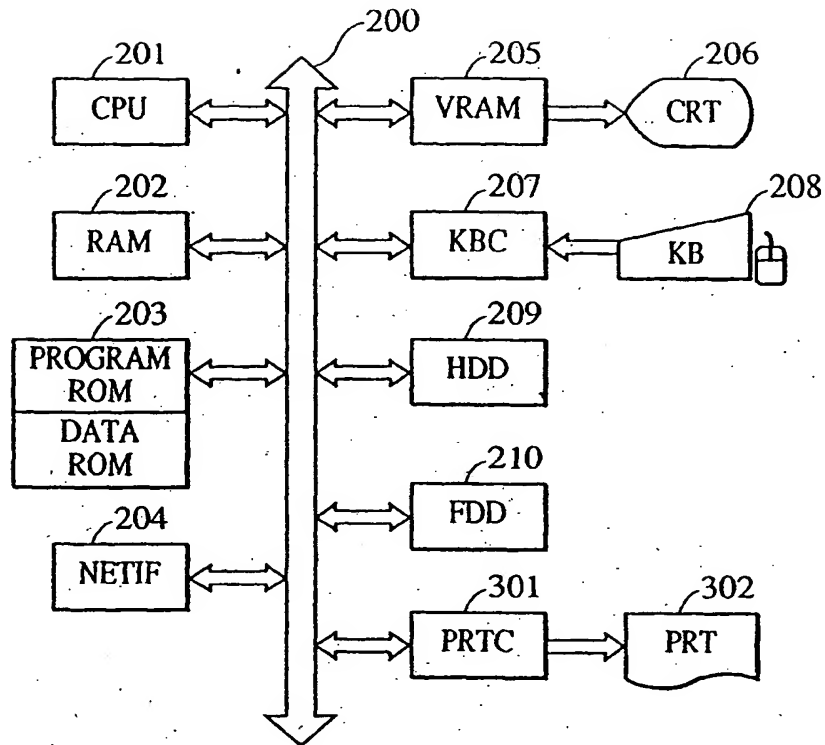 200
201
CPU
202
RAM
203
PROGRAM
ROM
DATA
ROM
204
NETIF
205
VRAM
206
CRT
207
KBC
208
KB
209
HDD
210
FDD
301
PRTC
302
PRT